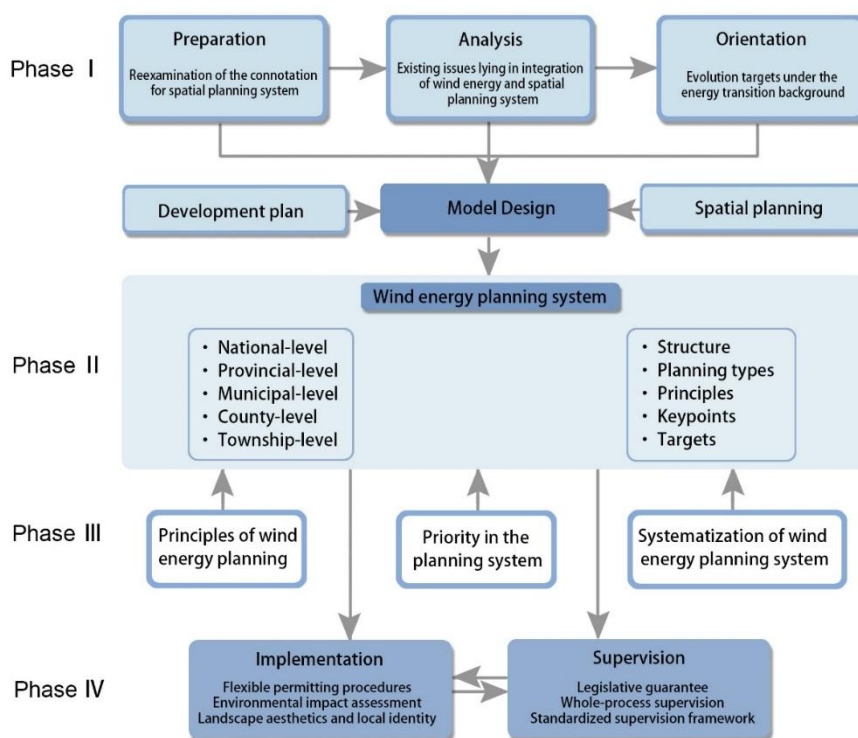 Phase I
Preparation
Reexamination of the connotation
for spatial planning system
Analysis
Existing issues lying in integration
of wind energy and spatial
planning system
Orientation
Evolution targets under the
energy transition background
Development plan
Model Design
Spatial planning
Phase II
Wind energy planning system
• National-level
• Provincial-level
• Municipal-level
• County-level
• Township-level
• Structure
• Planning types
• Principles
• Keypoints
• Targets
Phase III
Principles of wind
energy planning
Priority in the
planning system
Systematization of wind
energy planning system
Phase IV
Implementation
Flexible permitting procedures
Environmental impact assessment
Landscape aesthetics and local identity
Supervision
Legislative guarantee
Whole-process supervision
Standardized supervision framework